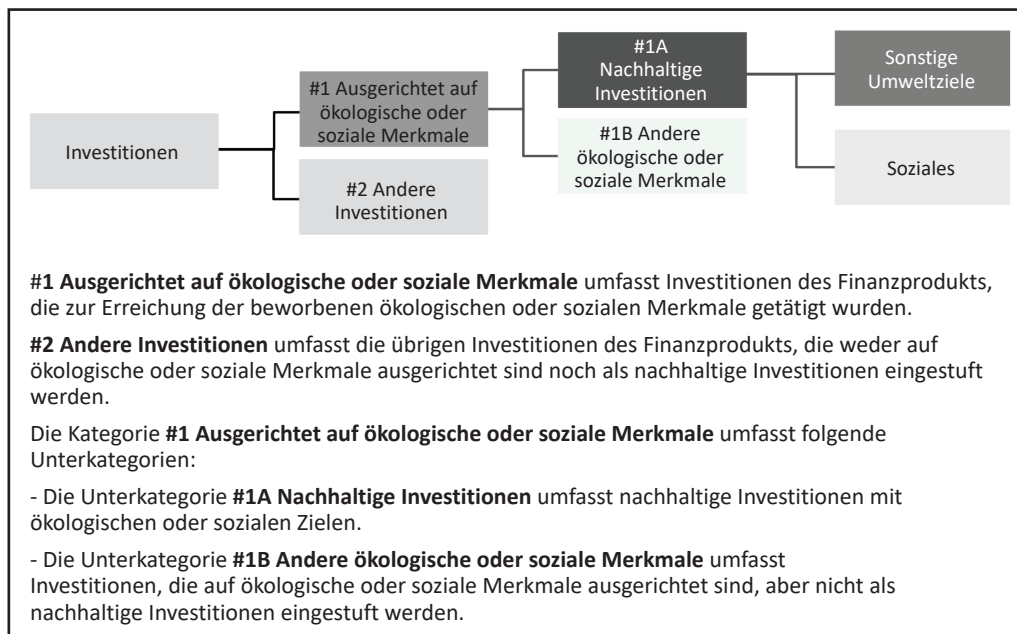 Investitionen
#1 Ausgerichtet auf
ökologische oder
soziale Merkmale
#2 Andere
Investitionen
#1A
Nachhaltige
Investitionen
#1B Andere
ökologische oder
soziale Merkmale
Sonstige
Umweltziele
Soziales
#1 Ausgerichtet auf ökologische oder soziale Merkmale umfasst Investitionen des Finanzprodukts,
die zur Erreichung der beworbenen ökologischen oder sozialen Merkmale getätigt wurden.
#2 Andere Investitionen umfasst die übrigen Investitionen des Finanzprodukts, die weder auf
ökologische oder soziale Merkmale ausgerichtet sind noch als nachhaltige Investitionen eingestuft
werden.
Die Kategorie #1 Ausgerichtet auf ökologische oder soziale Merkmale umfasst folgende
Unterkategorien:
- Die Unterkategorie #1A Nachhaltige Investitionen umfasst nachhaltige Investitionen mit
ökologischen oder sozialen Zielen.
- Die Unterkategorie #1B Andere ökologische oder soziale Merkmale umfasst
Investitionen, die auf ökologische oder soziale Merkmale ausgerichtet sind, aber nicht als
nachhaltige Investitionen eingestuft werden.